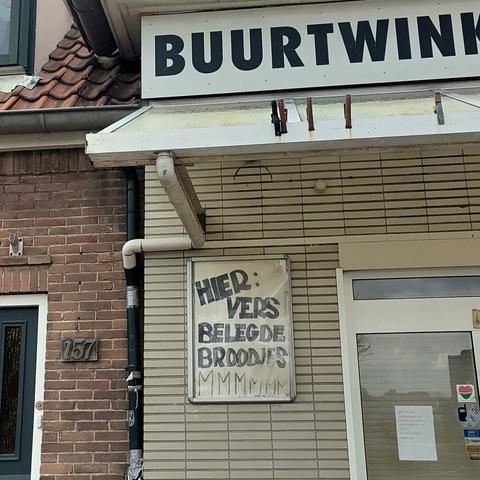 BUURTWINK
HIER:
VERS
BELEGDE
BROODJES
MMMMMM
257